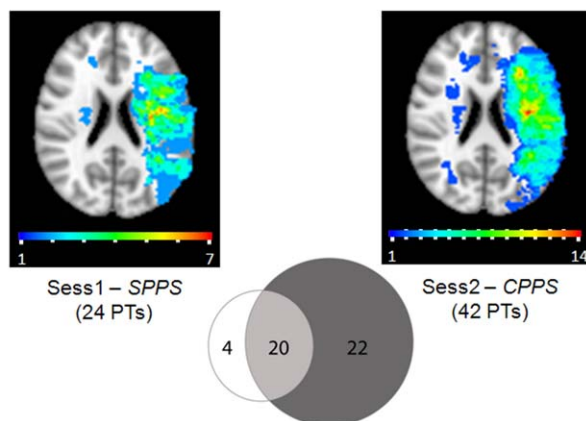 1 7
1 14
Sess1 – SPPS
(24 PTs)
Sess2 – CPPS
(42 PTs)
4 20 22